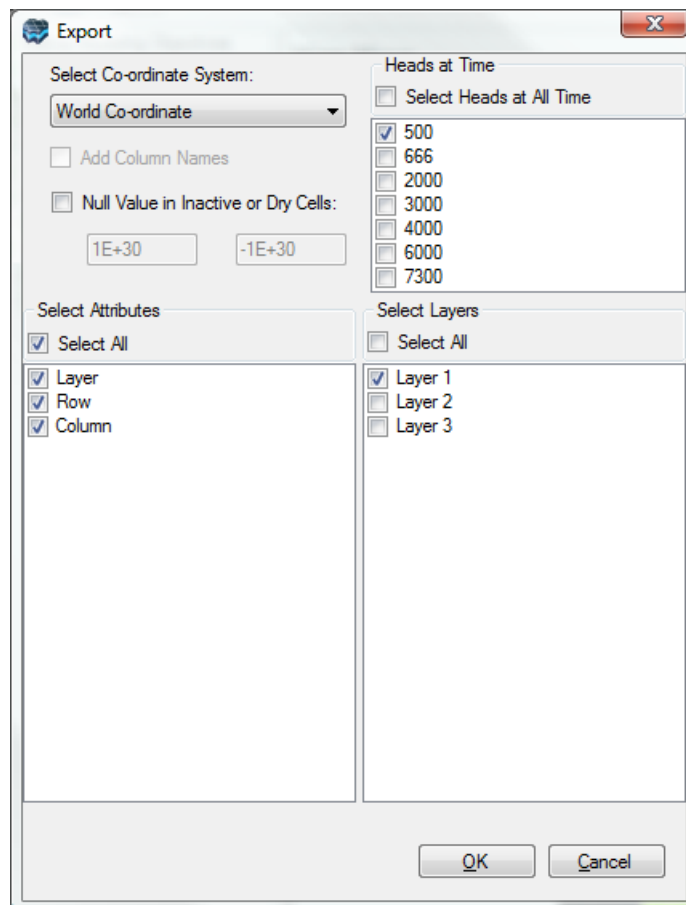 Export
Select Co-ordinate System:
World Co-ordinate
Add Column Names
Null Value in Inactive or Dry Cells:
1E+30
-1E+30
Heads at Time
Select Heads at All Time
500
666
2000
3000
4000
6000
7300
Select Attributes
Select All
Layer
Row
Column
Select Layers
Select All
Layer 1
Layer 2
Layer 3
OK
Cancel